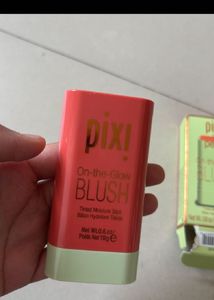 pixi
On-the-Glow
BLUSH
Tinted Moisture Stick
Bâton Hydratant Teinté
Net Wt.0.6 oz/
Poids Net 19g ℮